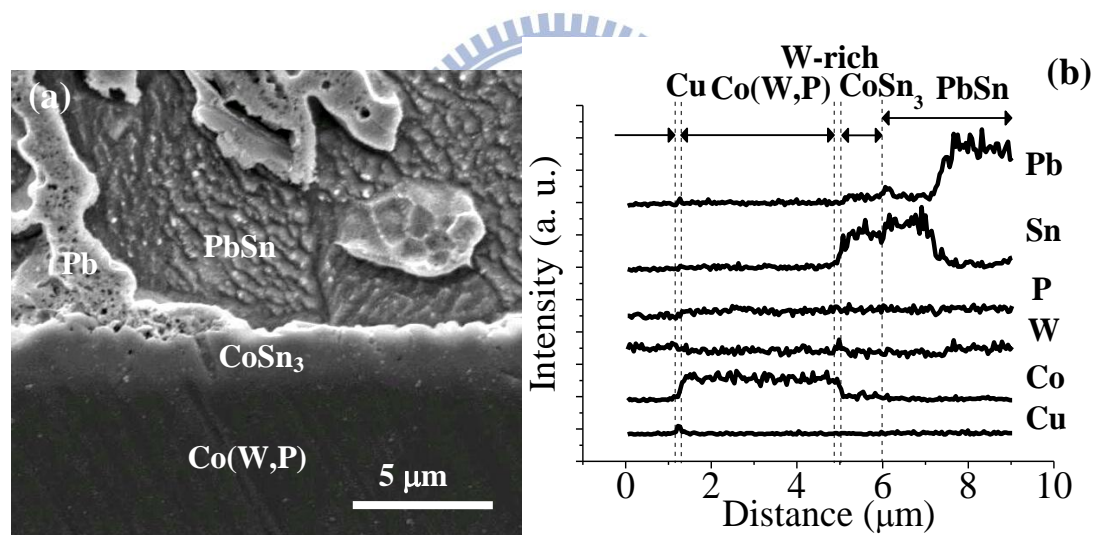 (a)
PbSn
Pb
CoSn₃
Co(W,P)
5 μm
W-rich
(b)
Cu Co(W,P) CoSn₃ PbSn
Pb
Sn
P
W
Co
Cu
Intensity (a. u.)
0 2 4 6 8 10
Distance (μm)